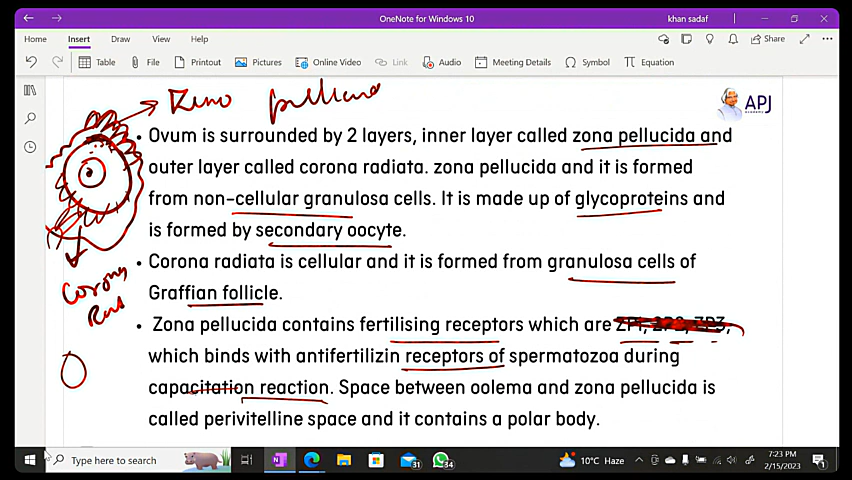 OneNote for Windows 10
khan sadaf
Home Insert Draw View Help
Share
Table File Printout Pictures Online Video Link Audio Meeting Details Symbol Equation
APJ
Ovum is surrounded by 2 layers, inner layer called zona pellucida and
outer layer called corona radiata. zona pellucida and it is formed
from non-cellular granulosa cells. It is made up of glycoproteins and
is formed by secondary oocyte.
Corona radiata is cellular and it is formed from granulosa cells of
Graffian follicle.
Corona
Zona pellucida contains fertilising receptors which are ZP1, ZP2, ZP3,
which binds with antifertilizin receptors of spermatozoa during
capacitation reaction. Space between oolema and zona pellucida is
called perivitelline space and it contains a polar body.
Type here to search
31
34
10°C Haze
7:23 PM
2/15/2023
1